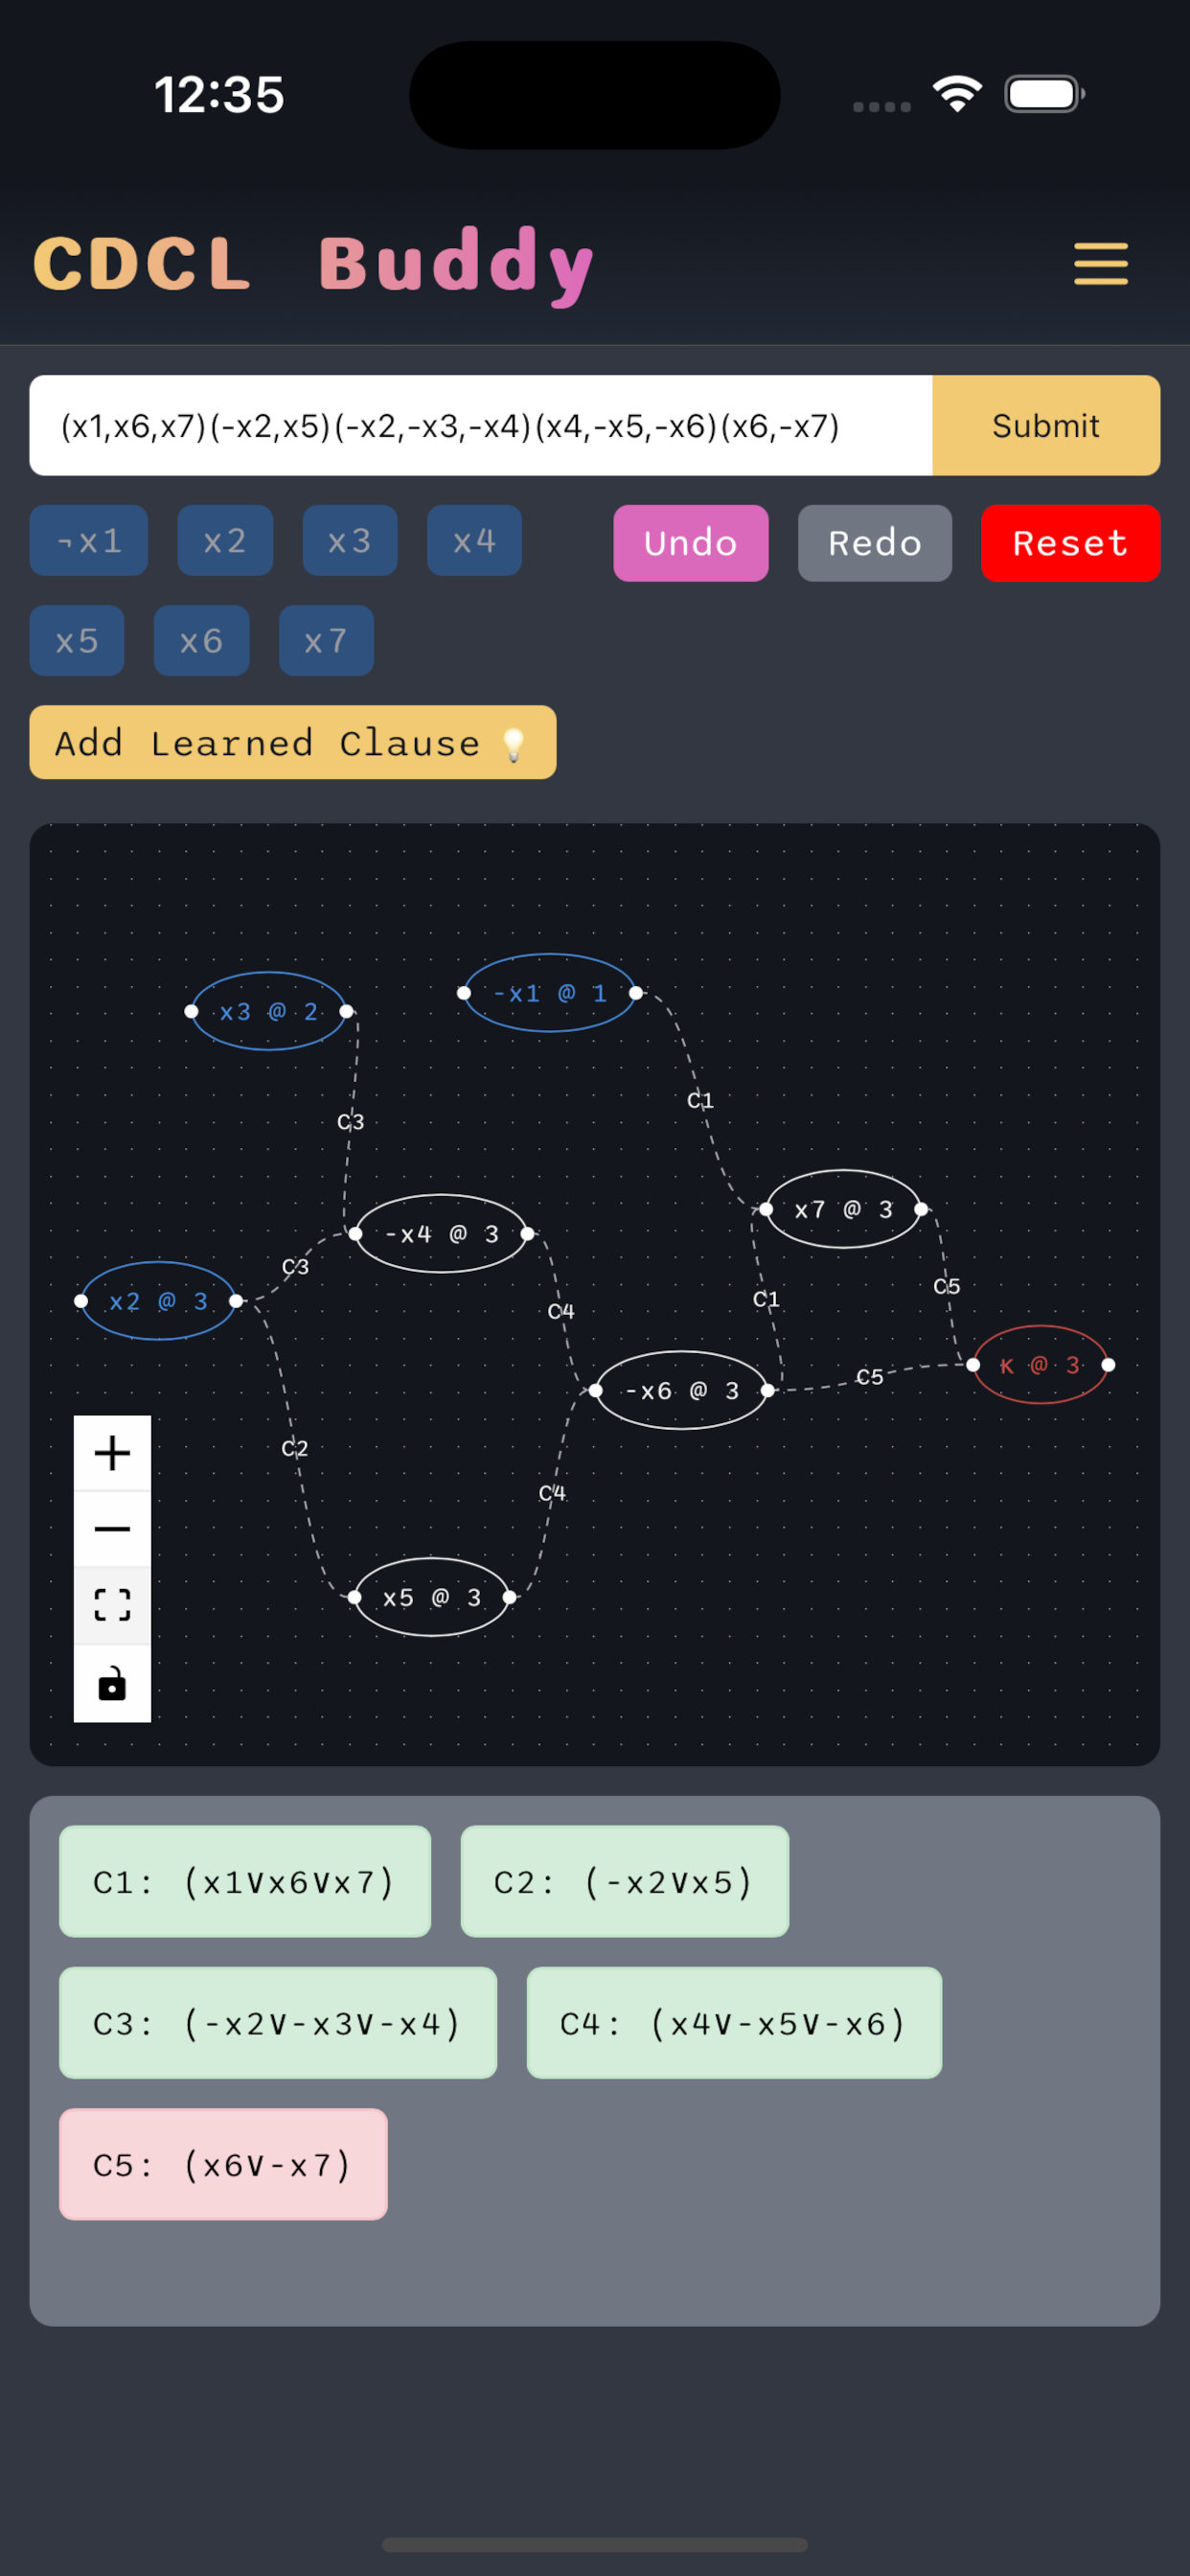 12:35
CDCL Buddy
(x1,x6,x7)(-x2,x5)(-x2,-x3,-x4)(x4,-x5,-x6)(x6,-x7)
Submit
¬x1 x2 x3 x4
Undo Redo Reset
x5 x6 x7
Add Learned Clause
-x1 @ 1
x3 @ 2
C1
C3
x7 @ 3
-x4 @ 3
C3
C5
x2 @ 3
C1
C4
κ @ 3
C5
-x6 @ 3
C2
C4
x5 @ 3
C1: (x1∨x6∨x7)
C2: (-x2∨x5)
C3: (-x2∨-x3∨-x4)
C4: (x4∨-x5∨-x6)
C5: (x6∨-x7)